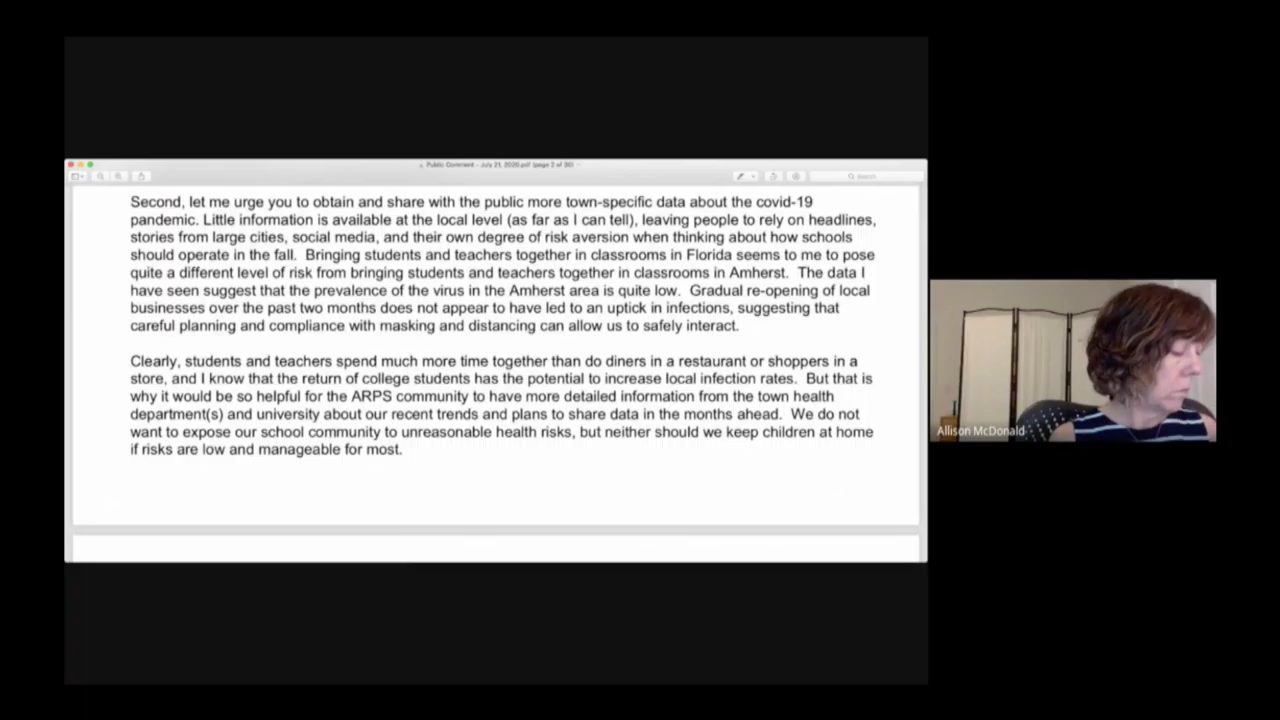 Public Comment - July 21, 2020.pdf (page 2 of 30)
Search
Second, let me urge you to obtain and share with the public more town-specific data about the covid-19
pandemic. Little information is available at the local level (as far as I can tell), leaving people to rely on headlines,
stories from large cities, social media, and their own degree of risk aversion when thinking about how schools
should operate in the fall.  Bringing students and teachers together in classrooms in Florida seems to me to pose
quite a different level of risk from bringing students and teachers together in classrooms in Amherst.  The data I
have seen suggest that the prevalence of the virus in the Amherst area is quite low.  Gradual re-opening of local
businesses over the past two months does not appear to have led to an uptick in infections, suggesting that
careful planning and compliance with masking and distancing can allow us to safely interact.
Clearly, students and teachers spend much more time together than do diners in a restaurant or shoppers in a
store, and I know that the return of college students has the potential to increase local infection rates.  But that is
why it would be so helpful for the ARPS community to have more detailed information from the town health
department(s) and university about our recent trends and plans to share data in the months ahead.  We do not
want to expose our school community to unreasonable health risks, but neither should we keep children at home
if risks are low and manageable for most.
Allison McDonald